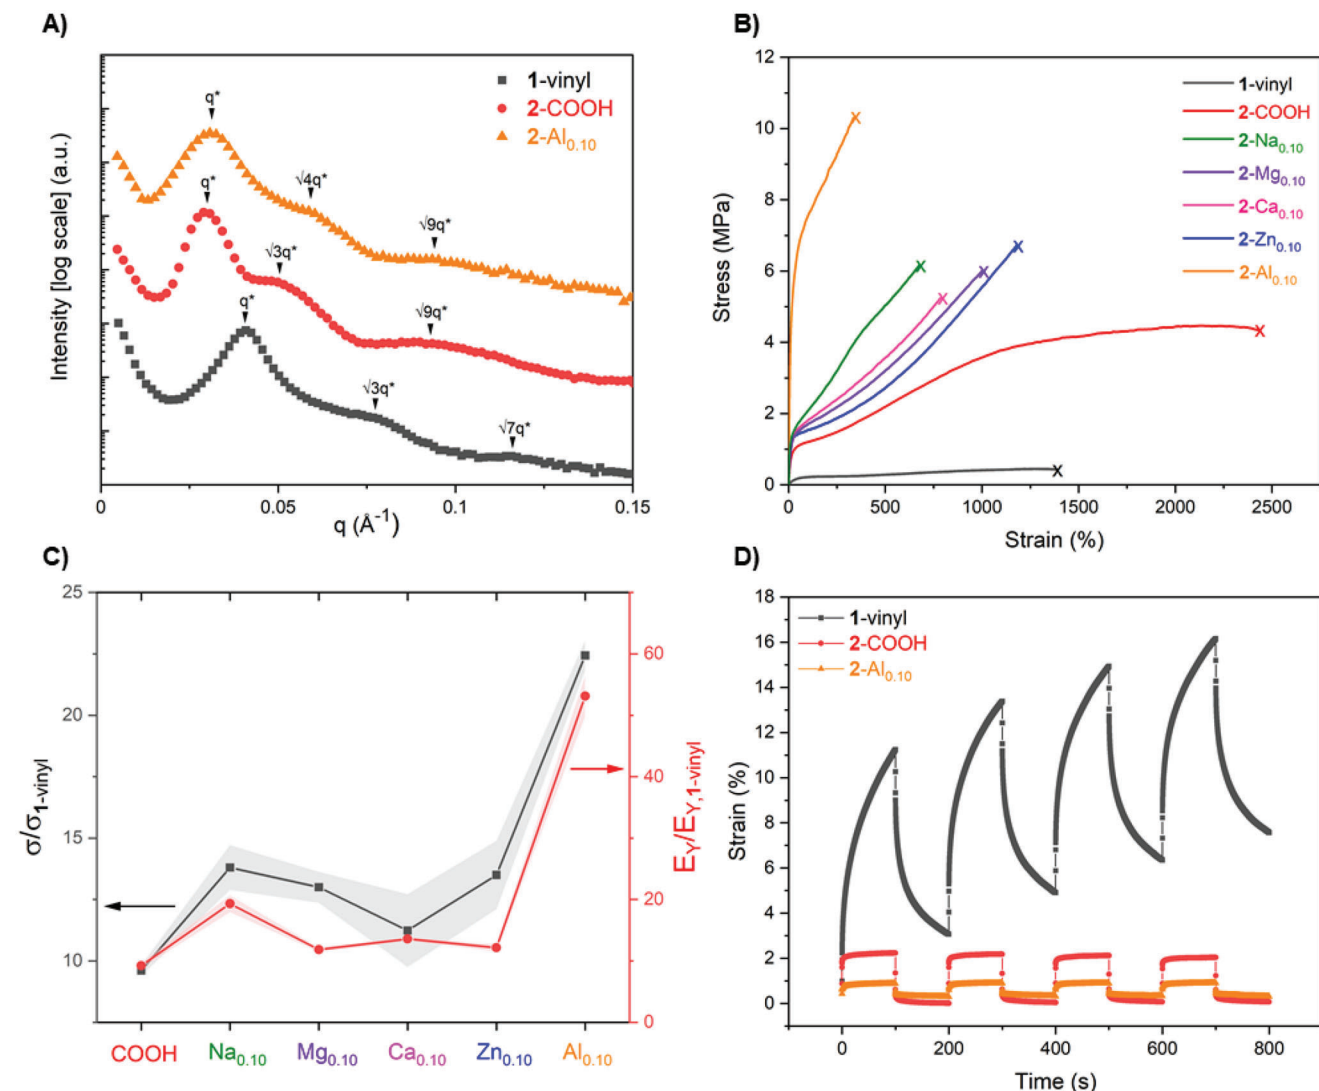 A)
1-vinyl
2-COOH
2-Al0.10
q*
√4q*
√9q*
q*
√3q*
√9q*
q*
√3q*
√7q*
Intensity [log scale] (a.u.)
0
0.05
0.1
0.15
q (Å-1)
B)
12
10
8
6
4
2
0
Stress (MPa)
1-vinyl
2-COOH
2-Na0.10
2-Mg0.10
2-Ca0.10
2-Zn0.10
2-Al0.10
X
X
X
X
X
X
X
0
500
1000
1500
2000
2500
Strain (%)
C)
25
20
15
10
σ/σ1-vinyl
60
40
20
0
EY/EY,1-vinyl
COOH
Na0.10
Mg0.10
Ca0.10
Zn0.10
Al0.10
D)
18
16
14
12
10
8
6
4
2
0
Strain (%)
1-vinyl
2-COOH
2-Al0.10
0
200
400
600
800
Time (s)